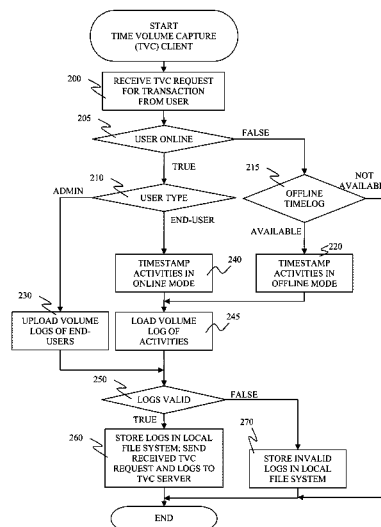 START
TIME VOLUME CAPTURE
(TVC) CLIENT
200
RECEIVE TVC REQUEST
FOR TRANSACTION
FROM USER
205
USER ONLINE
FALSE
TRUE
210
ADMIN
USER TYPE
END-USER
215
OFFLINE
TIMELOG
NOT
AVAILABLE
AVAILABLE
240
TIMESTAMP
ACTIVITIES IN
ONLINE MODE
220
TIMESTAMP
ACTIVITIES IN
OFFLINE MODE
230
UPLOAD VOLUME
LOGS OF END-
USERS
245
LOAD VOLUME
LOG OF
ACTIVITIES
250
LOGS VALID
FALSE
TRUE
260
STORE LOGS IN LOCAL
FILE SYSTEM; SEND
RECEIVED TVC
REQUEST AND LOGS TO
TVC SERVER
270
STORE INVALID
LOGS IN LOCAL
FILE SYSTEM
END